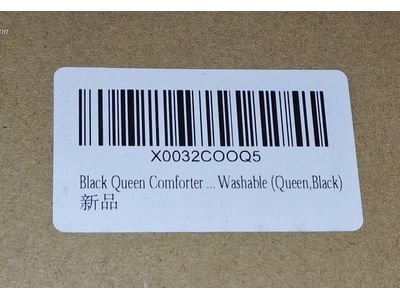 X0032COOQ5
Black Queen Comforter ... Washable (Queen,Black)
新品